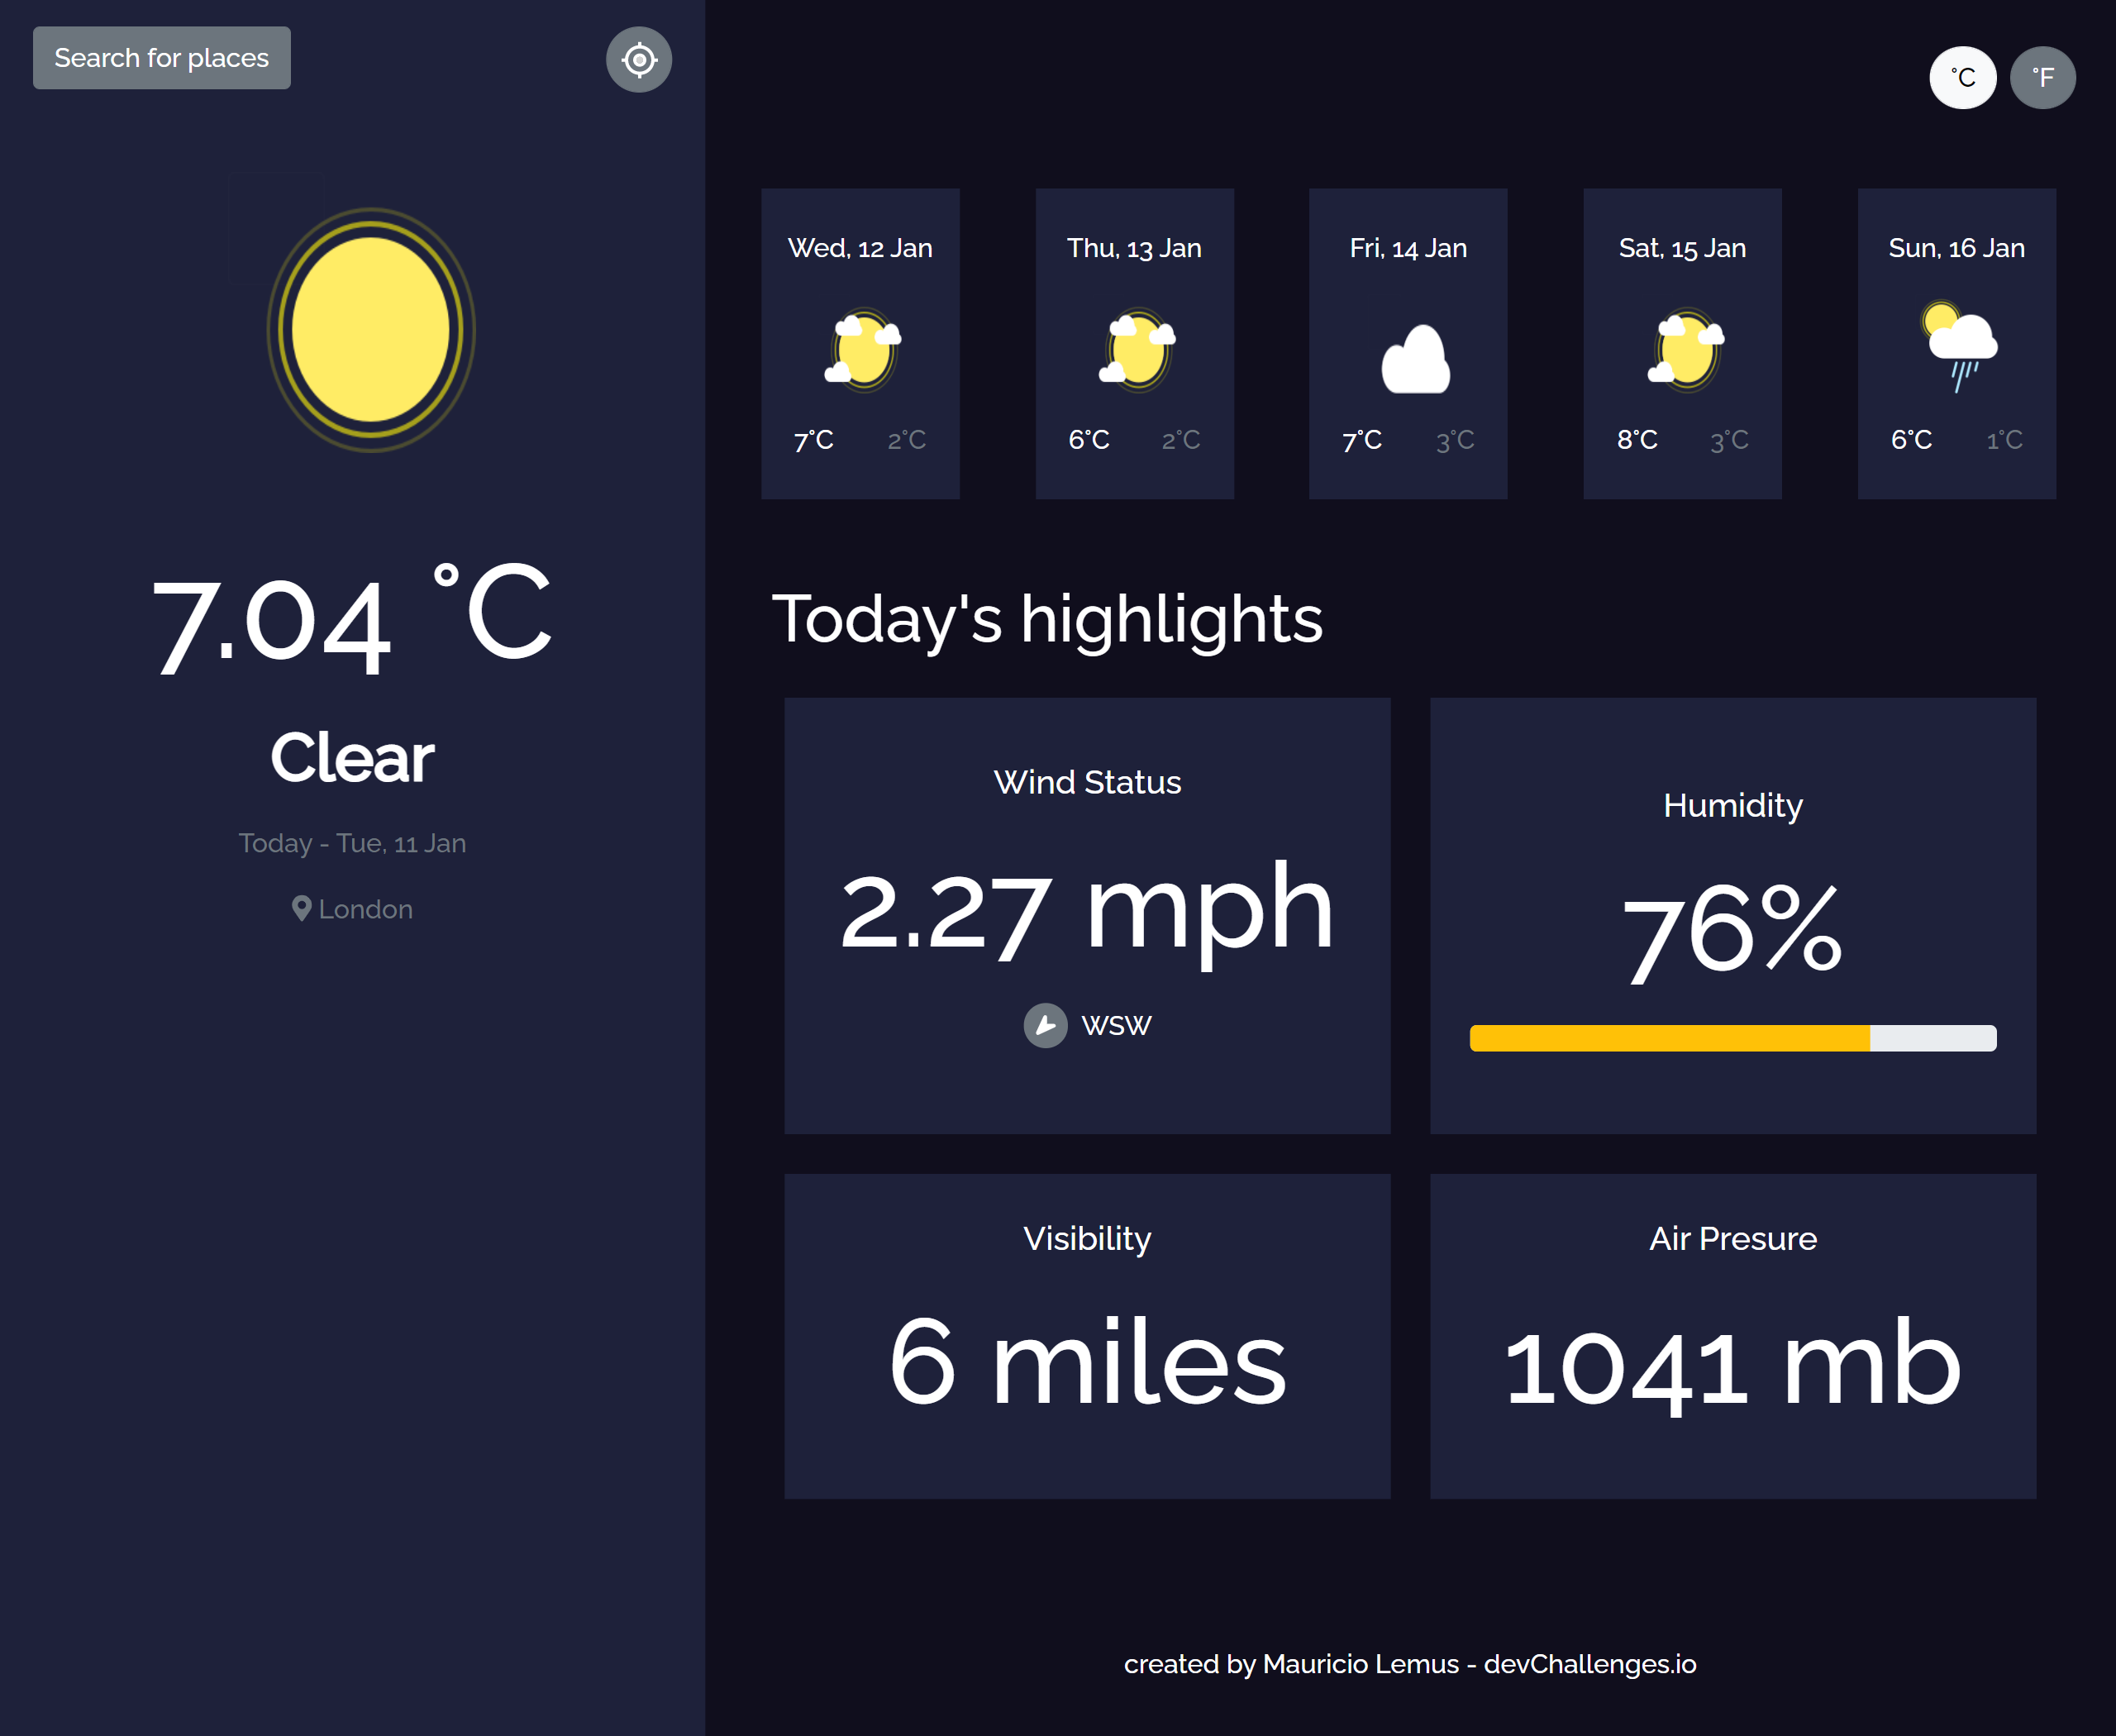 Search for places
°C °F
7.04 °C
Clear
Today - Tue, 11 Jan
London
Wed, 12 Jan
7°C 2°C
Thu, 13 Jan
6°C 2°C
Fri, 14 Jan
7°C 3°C
Sat, 15 Jan
8°C 3°C
Sun, 16 Jan
6°C 1°C
Today's highlights
Wind Status
2.27 mph
WSW
Humidity
76%
Visibility
6 miles
Air Presure
1041 mb
created by Mauricio Lemus - devChallenges.io